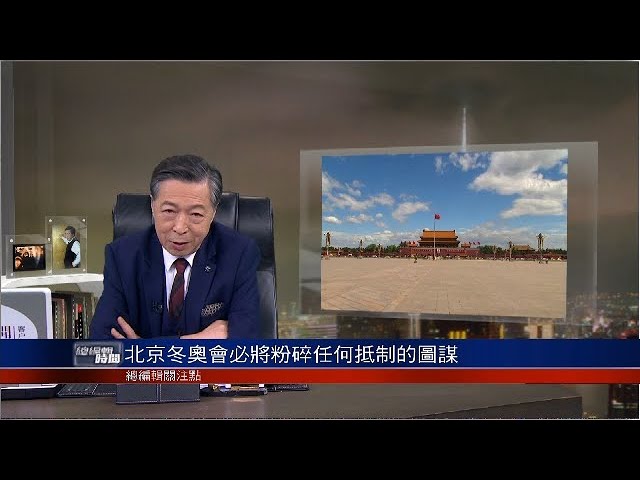 總編輯
時間
北京冬奧會必將粉碎任何抵制的圖謀
總編輯關注點